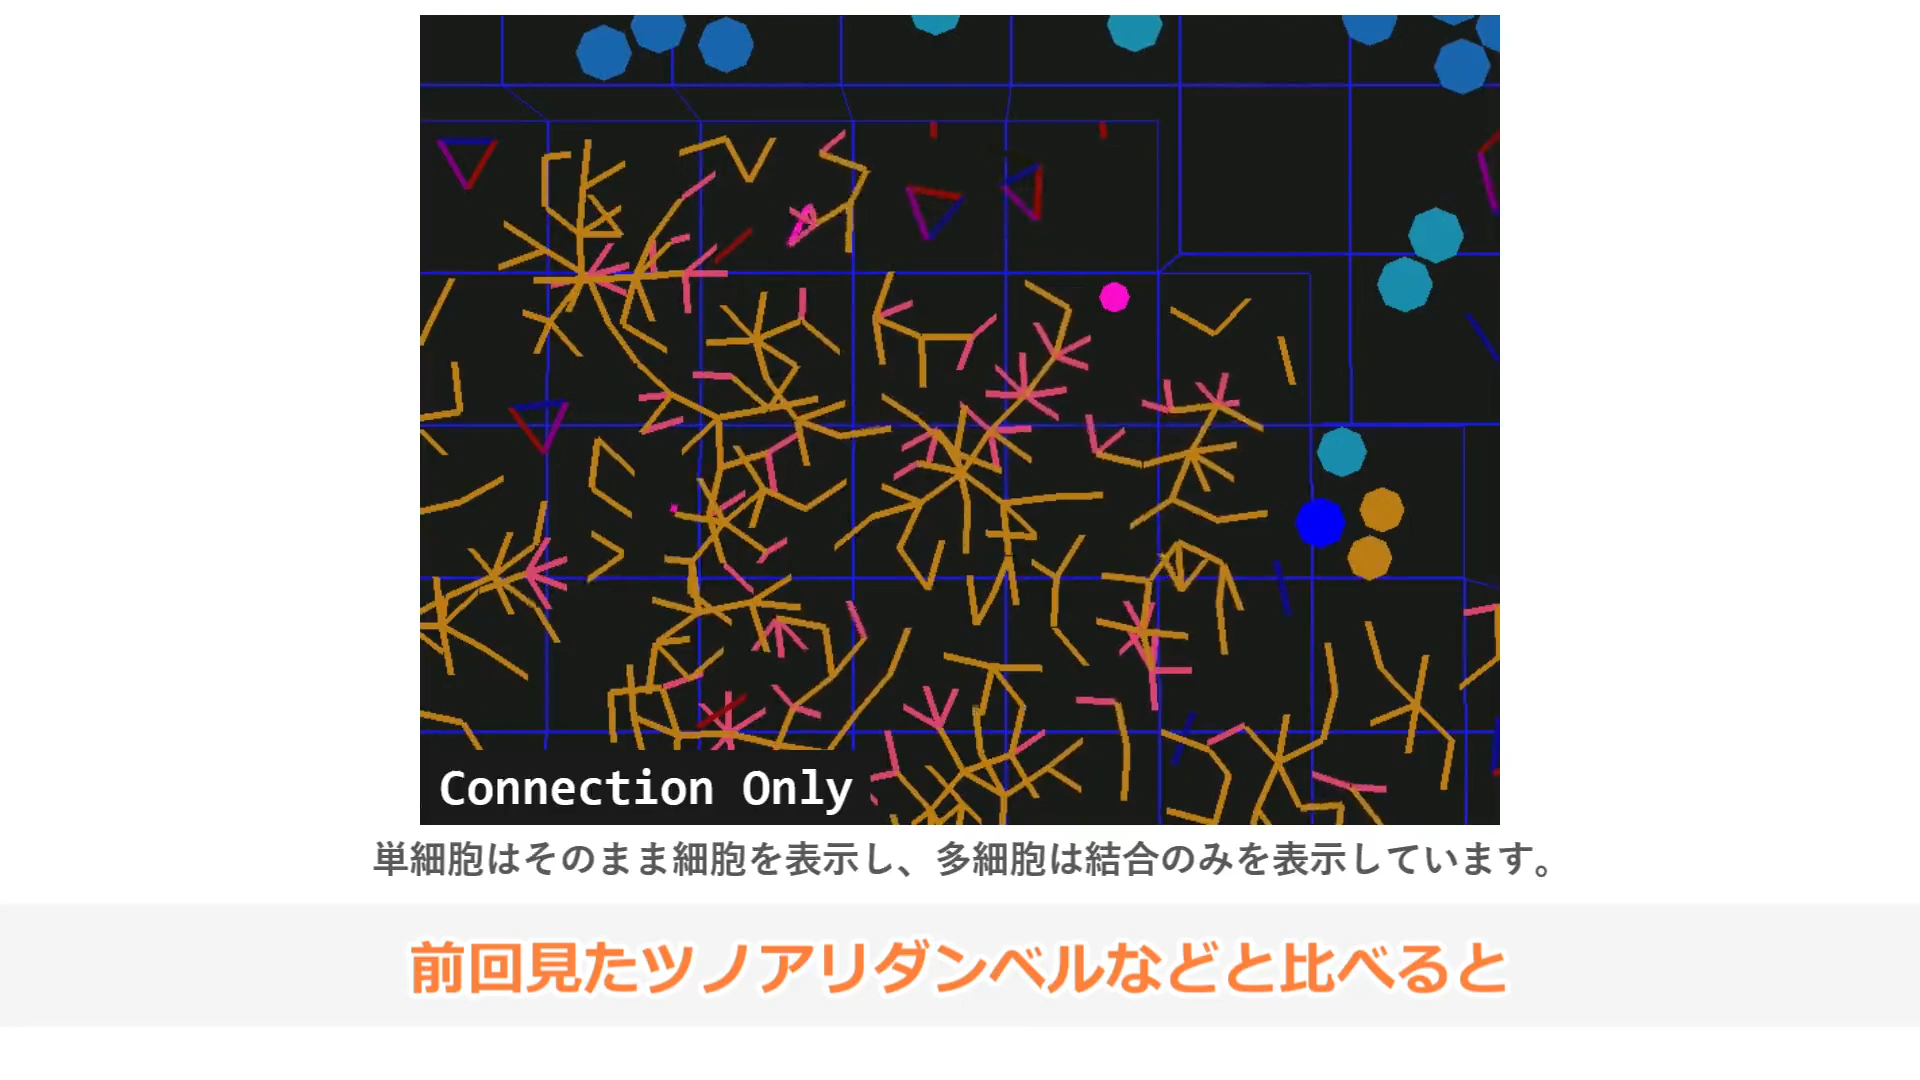 Connection Only
単細胞はそのまま細胞を表示し、多細胞は結合のみを表示しています。
前回見たツノアリダンベルなどと比べると